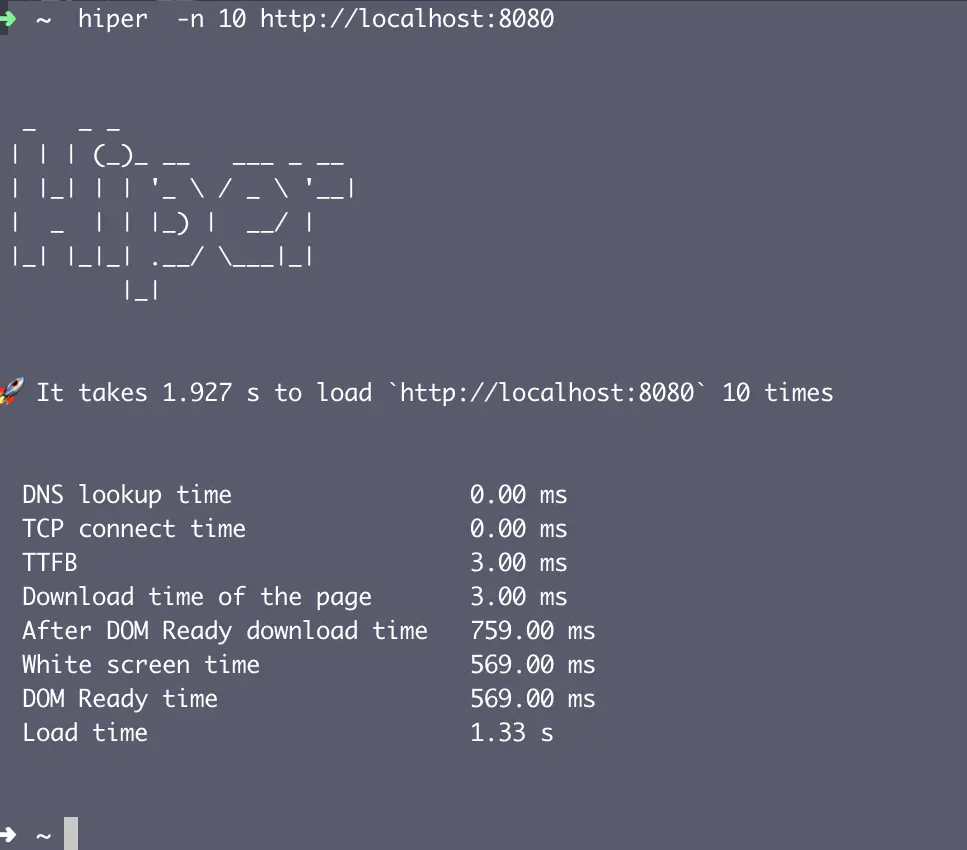 ➜ ~ hiper -n 10 http://localhost:8080
 _   _ _
| | | (_)_ __   ___ _ __
| |_| | | '_ \ / _ \ '__|
|  _  | | |_) |  __/ |
|_| |_|_| .__/ \___|_|
        |_|
🚀 It takes 1.927 s to load `http://localhost:8080` 10 times
DNS lookup time 0.00 ms
TCP connect time 0.00 ms
TTFB 3.00 ms
Download time of the page 3.00 ms
After DOM Ready download time 759.00 ms
White screen time 569.00 ms
DOM Ready time 569.00 ms
Load time 1.33 s
➜ ~